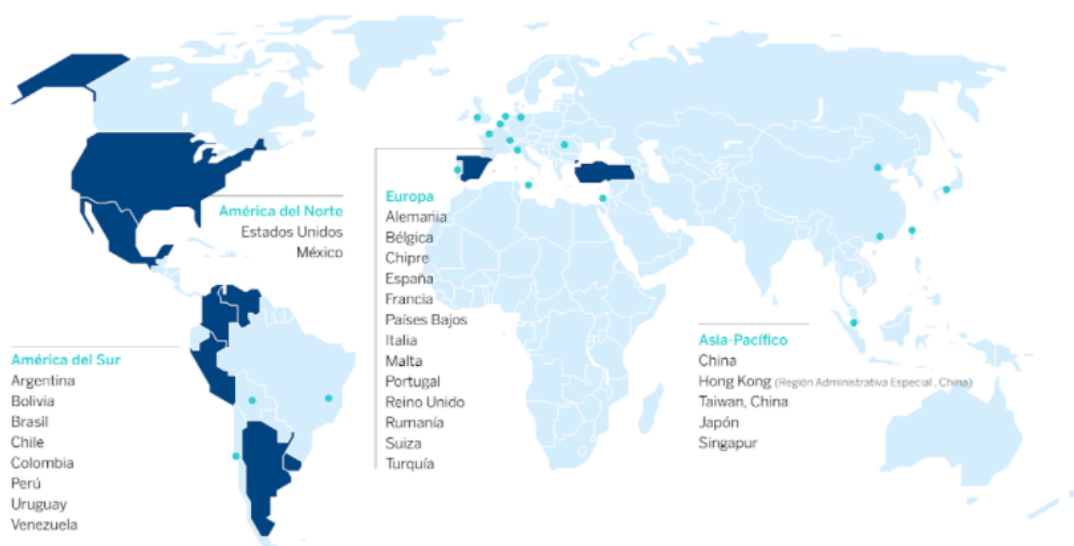 América del Norte
Estados Unidos
México
América del Sur
Argentina
Bolivia
Brasil
Chile
Colombia
Perú
Uruguay
Venezuela
Europa
Alemania
Bélgica
Chipre
España
Francia
Países Bajos
Italia
Malta
Portugal
Reino Unido
Rumanía
Suiza
Turquía
Asia-Pacífico
China
Hong Kong (Región Administrativa Especial, China)
Taiwan, China
Japón
Singapur